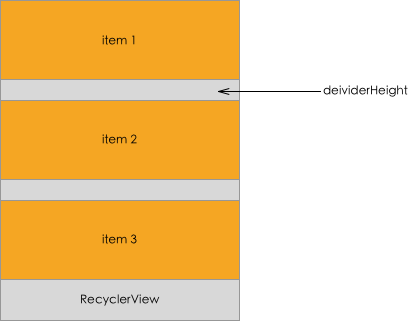 item 1
deividerHeight
item 2
item 3
RecyclerView